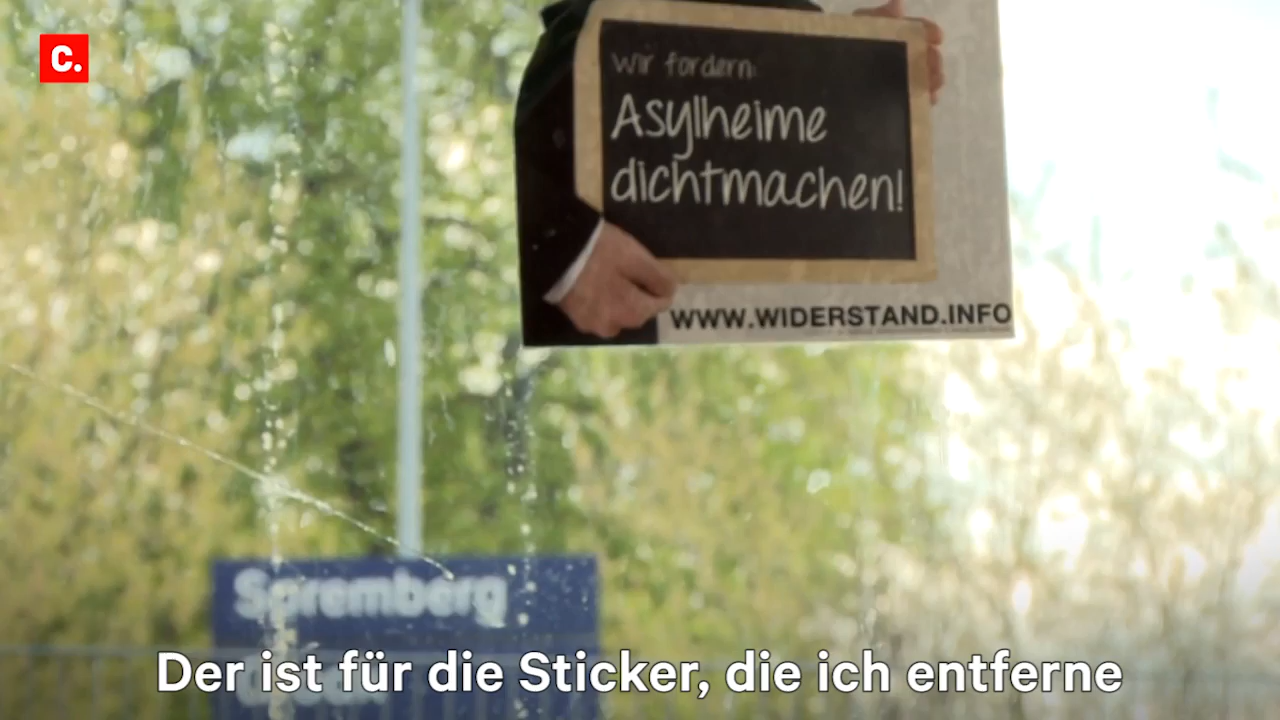 C.
Wir fordern:
Asylheime
dichtmachen!
WWW.WIDERSTAND.INFO
Spremberg
Der ist für die Sticker, die ich entferne